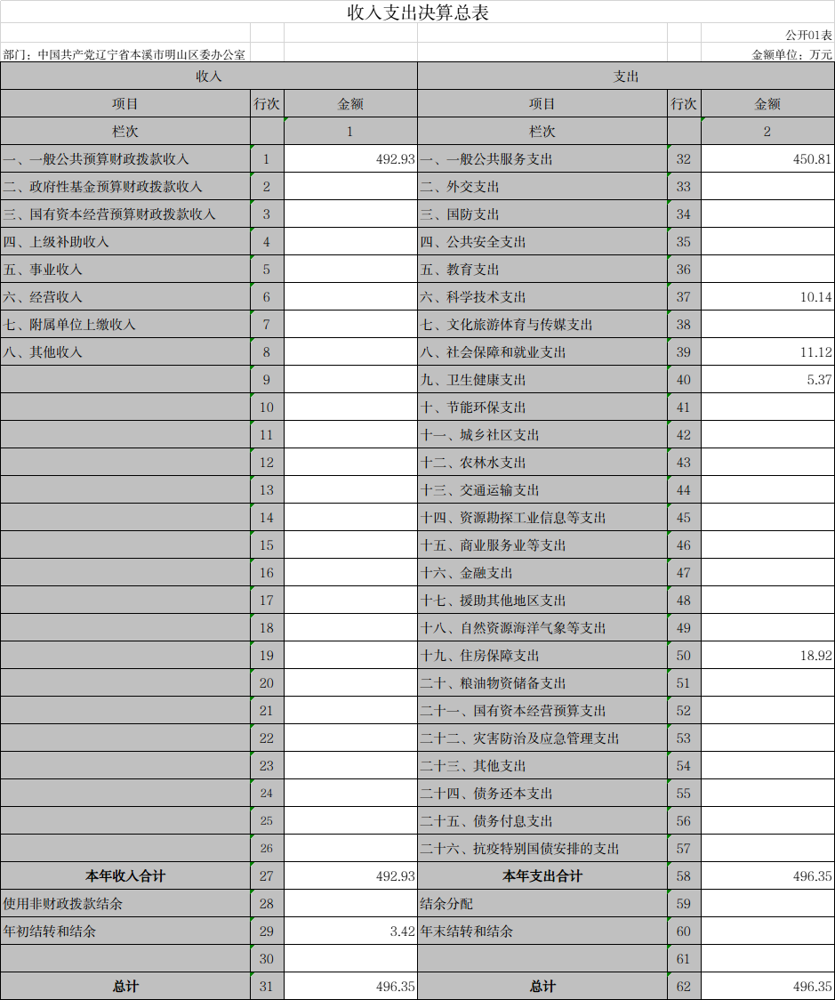 收入支出决算总表
公开01表
部门：中国共产党辽宁省本溪市明山区委办公室 金额单位：万元
收入 支出
项目 行次 金额 项目 行次 金额
栏次 1 栏次 2
一、一般公共预算财政拨款收入 1 492.93 一、一般公共服务支出 32 450.81
二、政府性基金预算财政拨款收入 2 二、外交支出 33
三、国有资本经营预算财政拨款收入 3 三、国防支出 34
四、上级补助收入 4 四、公共安全支出 35
五、事业收入 5 五、教育支出 36
六、经营收入 6 六、科学技术支出 37 10.14
七、附属单位上缴收入 7 七、文化旅游体育与传媒支出 38
八、其他收入 8 八、社会保障和就业支出 39 11.12
9 九、卫生健康支出 40 5.37
10 十、节能环保支出 41
11 十一、城乡社区支出 42
12 十二、农林水支出 43
13 十三、交通运输支出 44
14 十四、资源勘探工业信息等支出 45
15 十五、商业服务业等支出 46
16 十六、金融支出 47
17 十七、援助其他地区支出 48
18 十八、自然资源海洋气象等支出 49
19 十九、住房保障支出 50 18.92
20 二十、粮油物资储备支出 51
21 二十一、国有资本经营预算支出 52
22 二十二、灾害防治及应急管理支出 53
23 二十三、其他支出 54
24 二十四、债务还本支出 55
25 二十五、债务付息支出 56
26 二十六、抗疫特别国债安排的支出 57
本年收入合计 27 492.93 本年支出合计 58 496.35
使用非财政拨款结余 28 结余分配 59
年初结转和结余 29 3.42 年末结转和结余 60
30 61
总计 31 496.35 总计 62 496.35